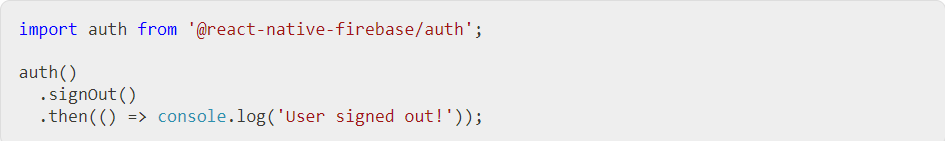 import auth from '@react-native-firebase/auth';
auth()
.signOut()
.then(() => console.log('User signed out!'));